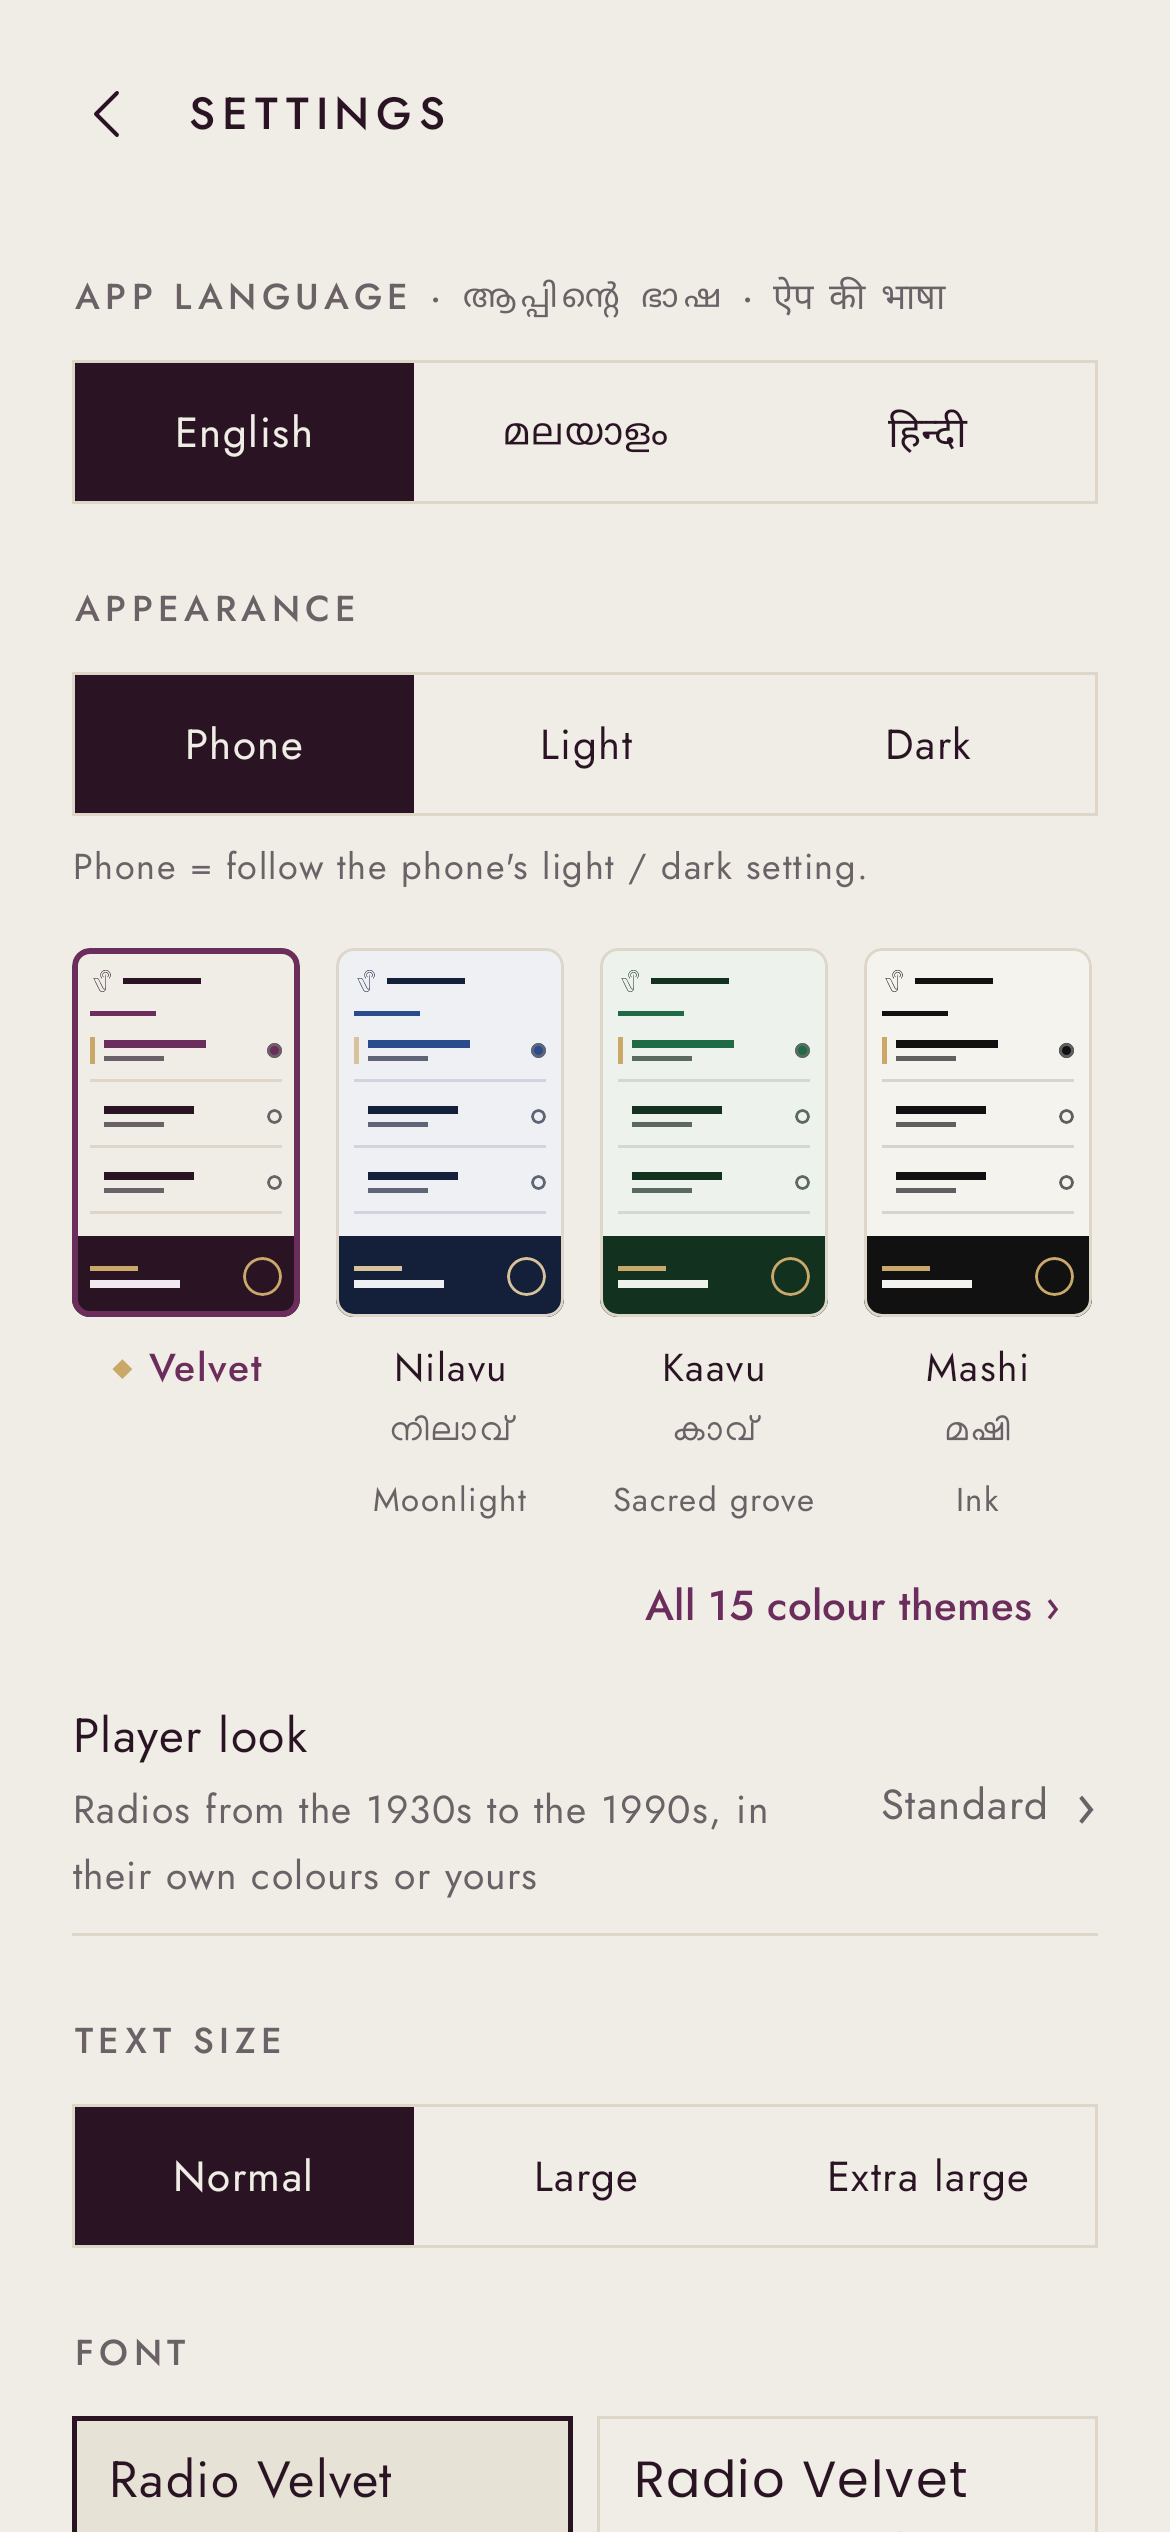 SETTINGS
APP LANGUAGE · ആപ്പിന്റെ ഭാഷ · ऐप की भाषा
English മലയാളം हिन्दी
APPEARANCE
Phone Light Dark
Phone = follow the phone's light / dark setting.
Velvet Nilavu Kaavu Mashi
നിലാവ് കാവ് മഷി
Moonlight Sacred grove Ink
All 15 colour themes ›
Player look
Radios from the 1930s to the 1990s, in
their own colours or yours
Standard ›
TEXT SIZE
Normal Large Extra large
FONT
Radio Velvet Radio Velvet